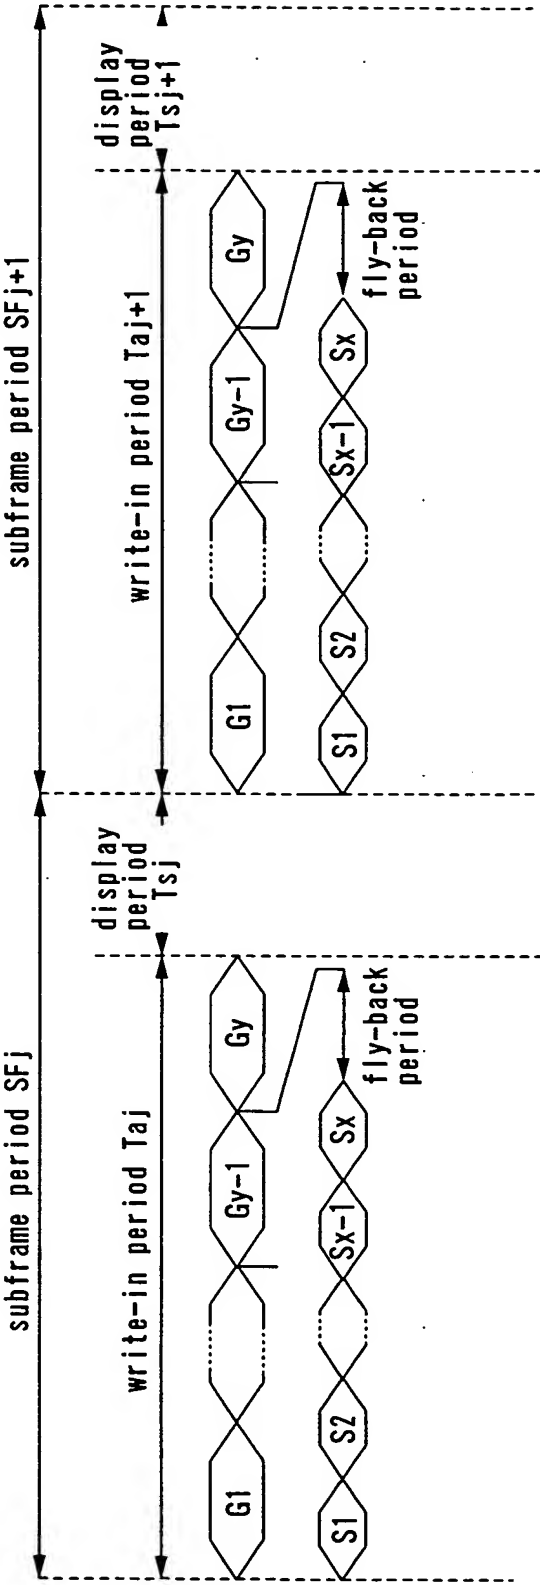 subframe period SFj
subframe period SFj+1
write-in period Taj
display
period
Tsj
write-in period Taj+1
display
period
Tsj+1
G1
Gy-1
Gy
G1
Gy-1
Gy
S1
S2
Sx-1
Sx
fly-back
period
S1
S2
Sx-1
Sx
fly-back
period